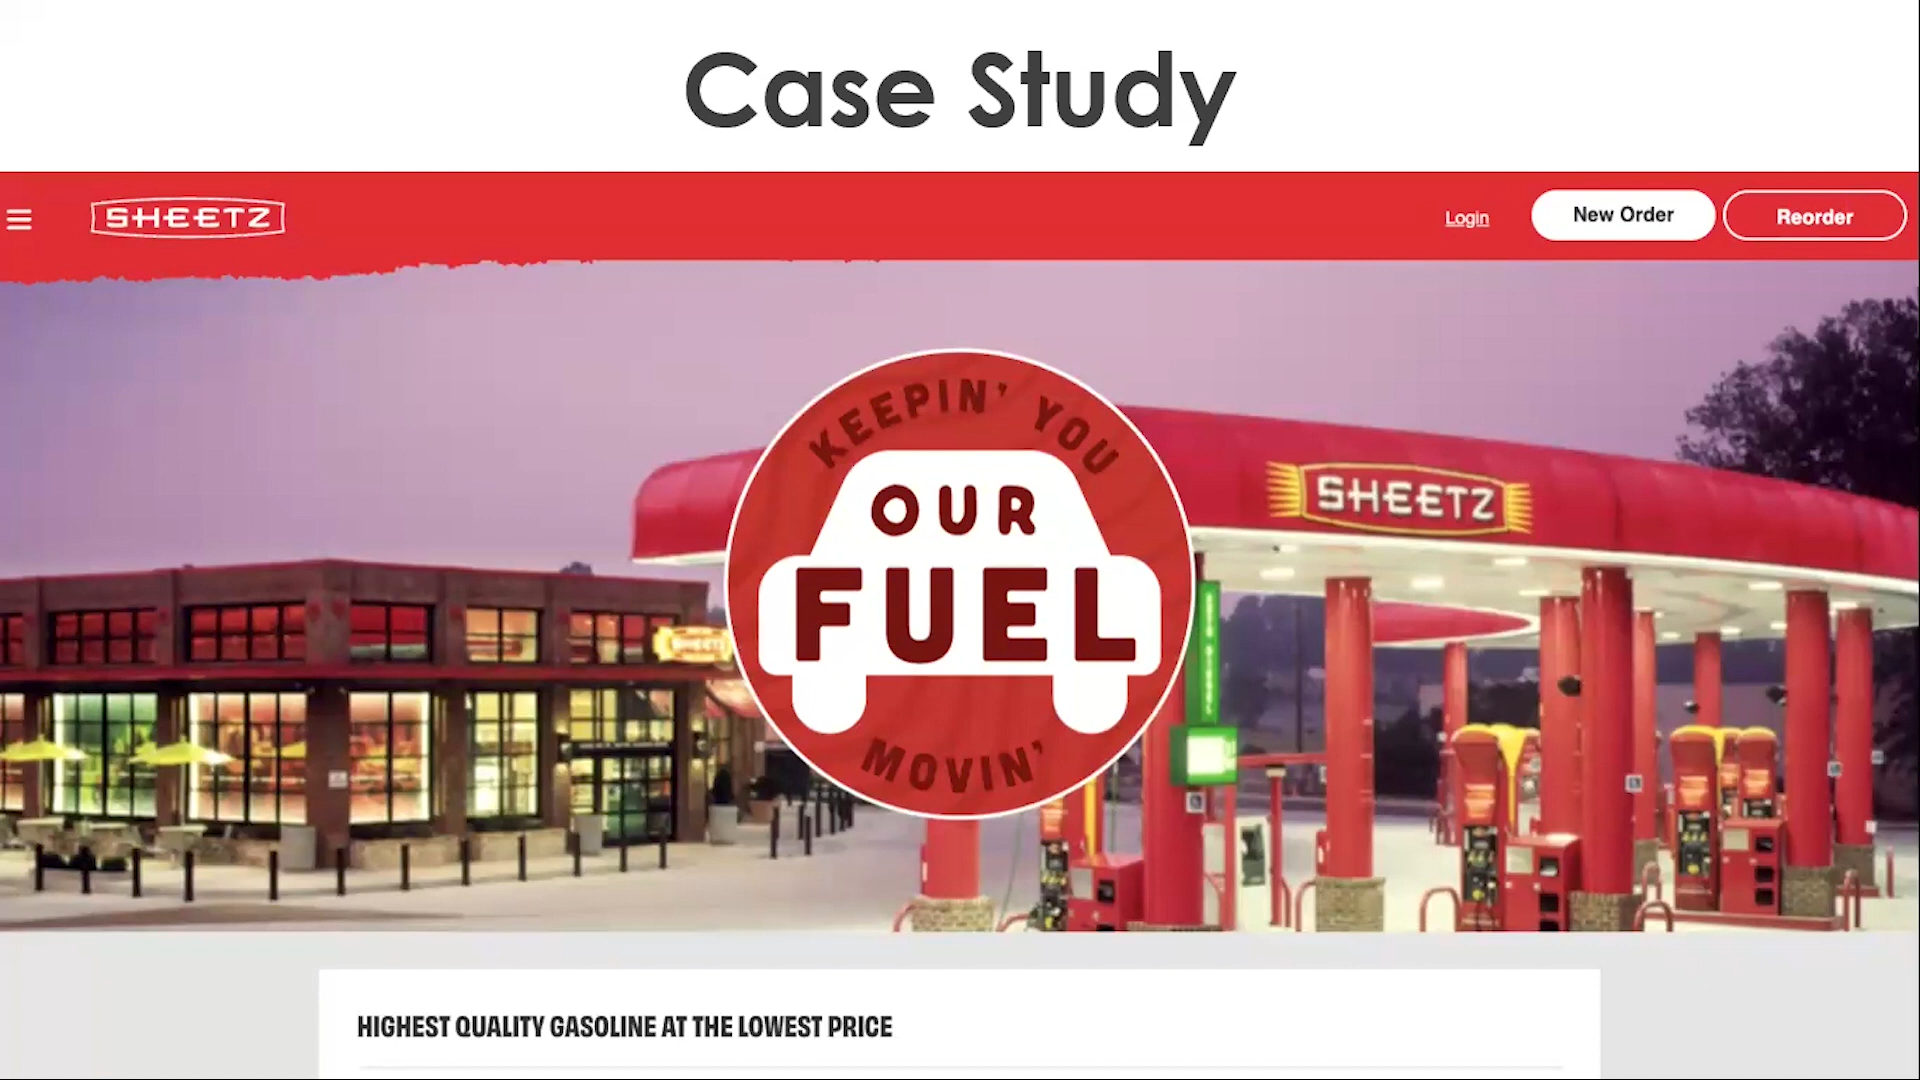 Case Study
SHEETZ
Login
New Order
Reorder
KEEPIN' YOU
OUR
FUEL
MOVIN'
SHEETZ
SHEETZ
HIGHEST QUALITY GASOLINE AT THE LOWEST PRICE